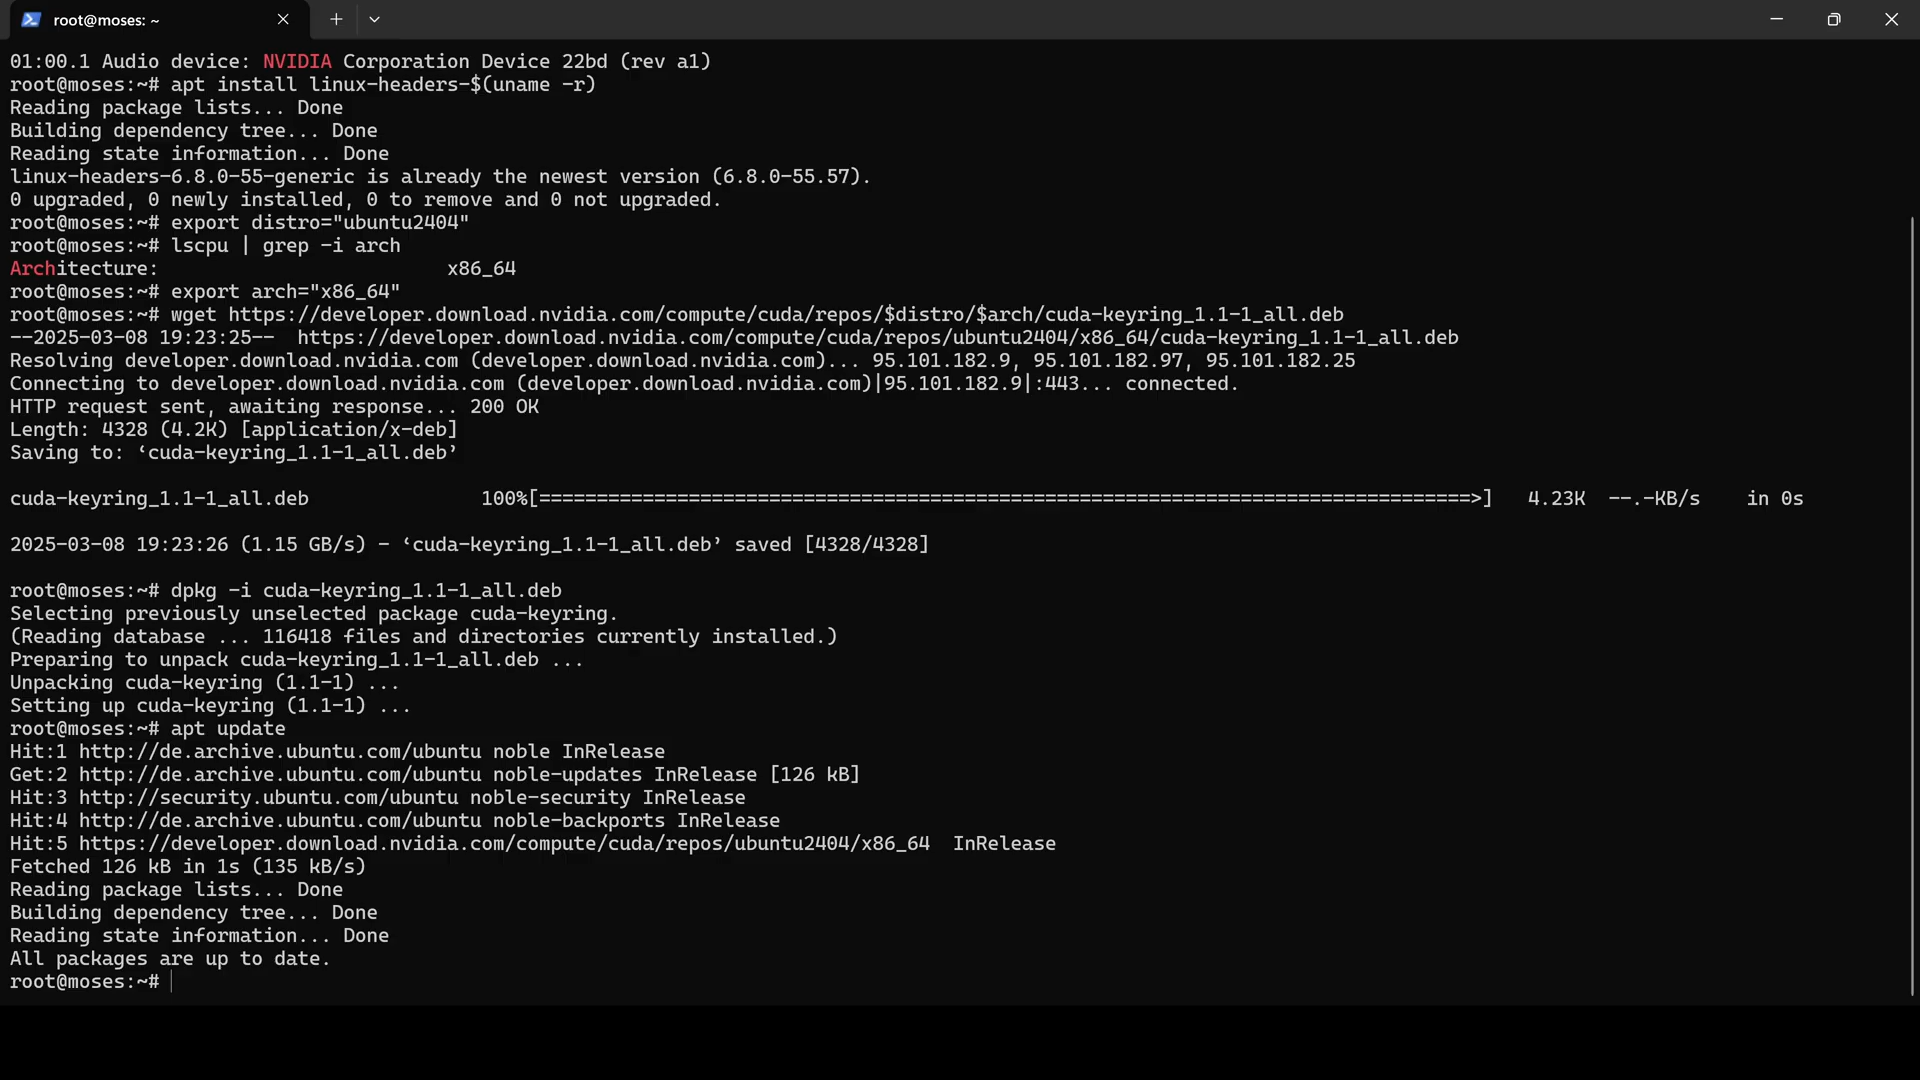 root@moses: ~
01:00.1 Audio device: NVIDIA Corporation Device 22bd (rev a1)
root@moses:~# apt install linux-headers-$(uname -r)
Reading package lists... Done
Building dependency tree... Done
Reading state information... Done
linux-headers-6.8.0-55-generic is already the newest version (6.8.0-55.57).
0 upgraded, 0 newly installed, 0 to remove and 0 not upgraded.
root@moses:~# export distro="ubuntu2404"
root@moses:~# lscpu | grep -i arch
Architecture:                         x86_64
root@moses:~# export arch="x86_64"
root@moses:~# wget https://developer.download.nvidia.com/compute/cuda/repos/$distro/$arch/cuda-keyring_1.1-1_all.deb
--2025-03-08 19:23:25--  https://developer.download.nvidia.com/compute/cuda/repos/ubuntu2404/x86_64/cuda-keyring_1.1-1_all.deb
Resolving developer.download.nvidia.com (developer.download.nvidia.com)... 95.101.182.9, 95.101.182.97, 95.101.182.25
Connecting to developer.download.nvidia.com (developer.download.nvidia.com)|95.101.182.9|:443... connected.
HTTP request sent, awaiting response... 200 OK
Length: 4328 (4.2K) [application/x-deb]
Saving to: ‘cuda-keyring_1.1-1_all.deb’
cuda-keyring_1.1-1_all.deb               100%[=================================================================================>]   4.23K  --.-KB/s    in 0s
2025-03-08 19:23:26 (1.15 GB/s) - ‘cuda-keyring_1.1-1_all.deb’ saved [4328/4328]
root@moses:~# dpkg -i cuda-keyring_1.1-1_all.deb
Selecting previously unselected package cuda-keyring.
(Reading database ... 116418 files and directories currently installed.)
Preparing to unpack cuda-keyring_1.1-1_all.deb ...
Unpacking cuda-keyring (1.1-1) ...
Setting up cuda-keyring (1.1-1) ...
root@moses:~# apt update
Hit:1 http://de.archive.ubuntu.com/ubuntu noble InRelease
Get:2 http://de.archive.ubuntu.com/ubuntu noble-updates InRelease [126 kB]
Hit:3 http://security.ubuntu.com/ubuntu noble-security InRelease
Hit:4 http://de.archive.ubuntu.com/ubuntu noble-backports InRelease
Hit:5 https://developer.download.nvidia.com/compute/cuda/repos/ubuntu2404/x86_64  InRelease
Fetched 126 kB in 1s (135 kB/s)
Reading package lists... Done
Building dependency tree... Done
Reading state information... Done
All packages are up to date.
root@moses:~#